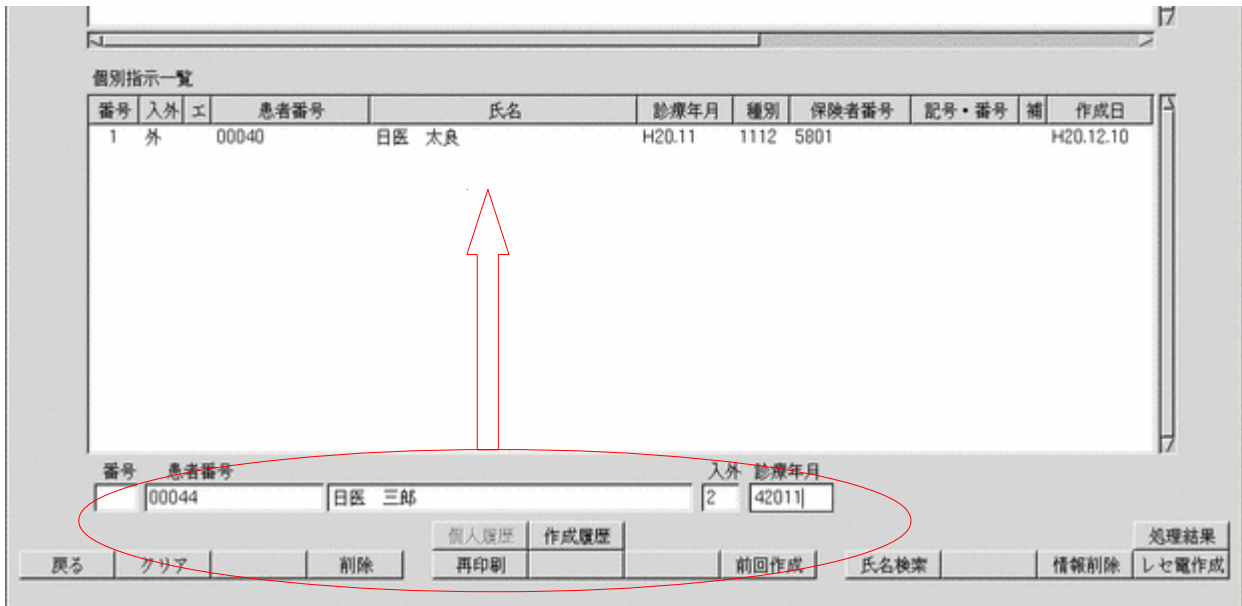 個別指示一覧
番号 入外 エ 患者番号 氏名 診療年月 種別 保険者番号 記号・番号 補 作成日
1 外 00040 日医 太良 H20.11 1112 5801 H20.12.10
番号 患者番号 入外 診療年月
00044 日医 三郎 2 42011
個人履歴 作成履歴 処理結果
戻る クリア 削除 再印刷 前回作成 氏名検索 情報削除 レセ電作成